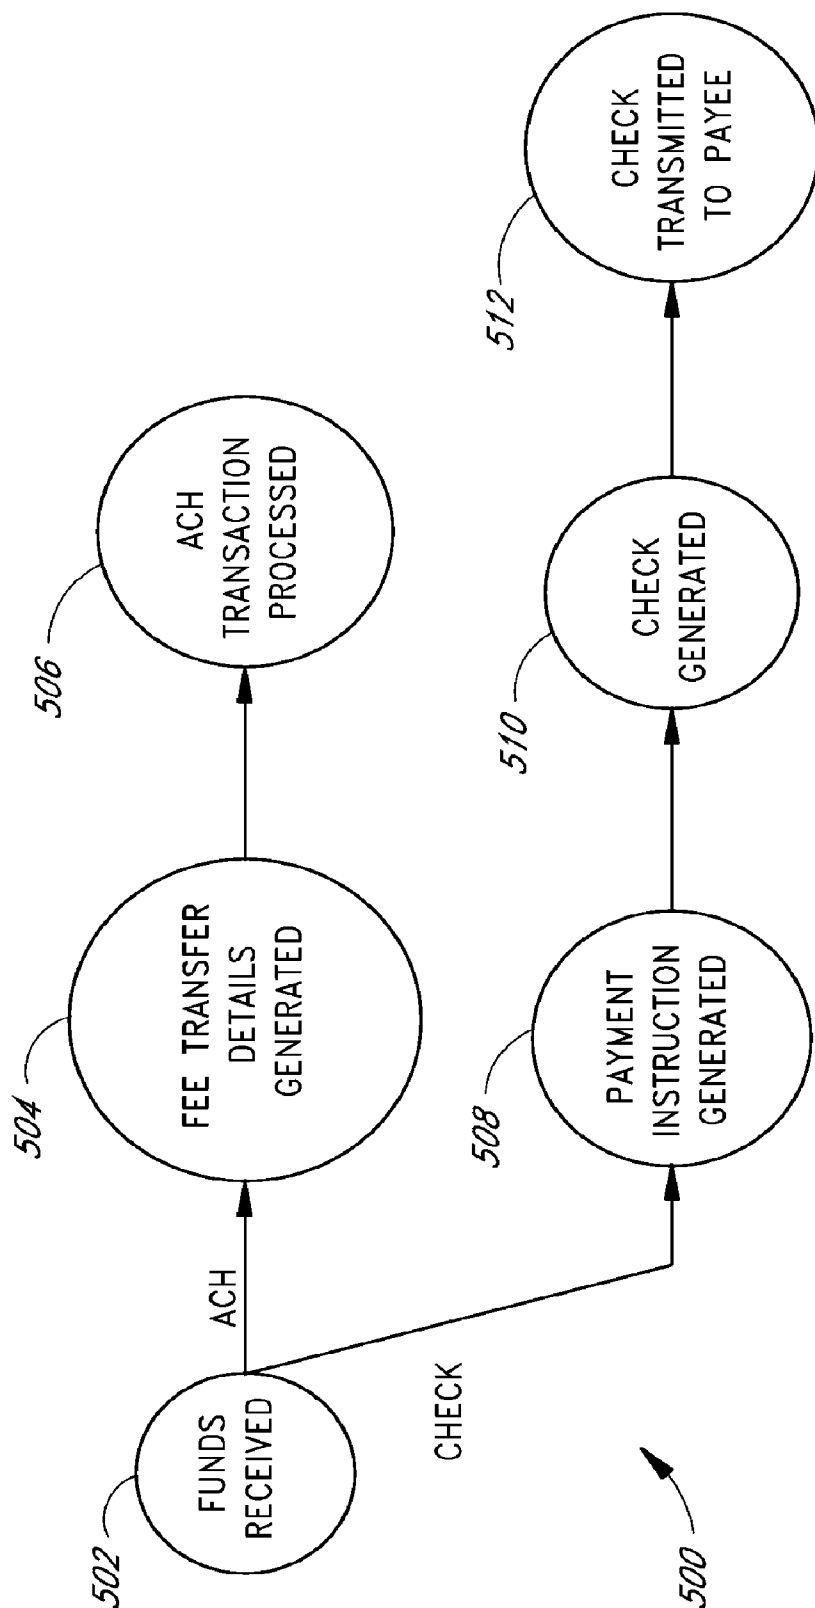 502
FUNDS
RECEIVED
ACH
504
FEE TRANSFER
DETAILS
GENERATED
506
ACH
TRANSACTION
PROCESSED
CHECK
508
PAYMENT
INSTRUCTION
GENERATED
510
CHECK
GENERATED
512
CHECK
TRANSMITTED
TO PAYEE
500